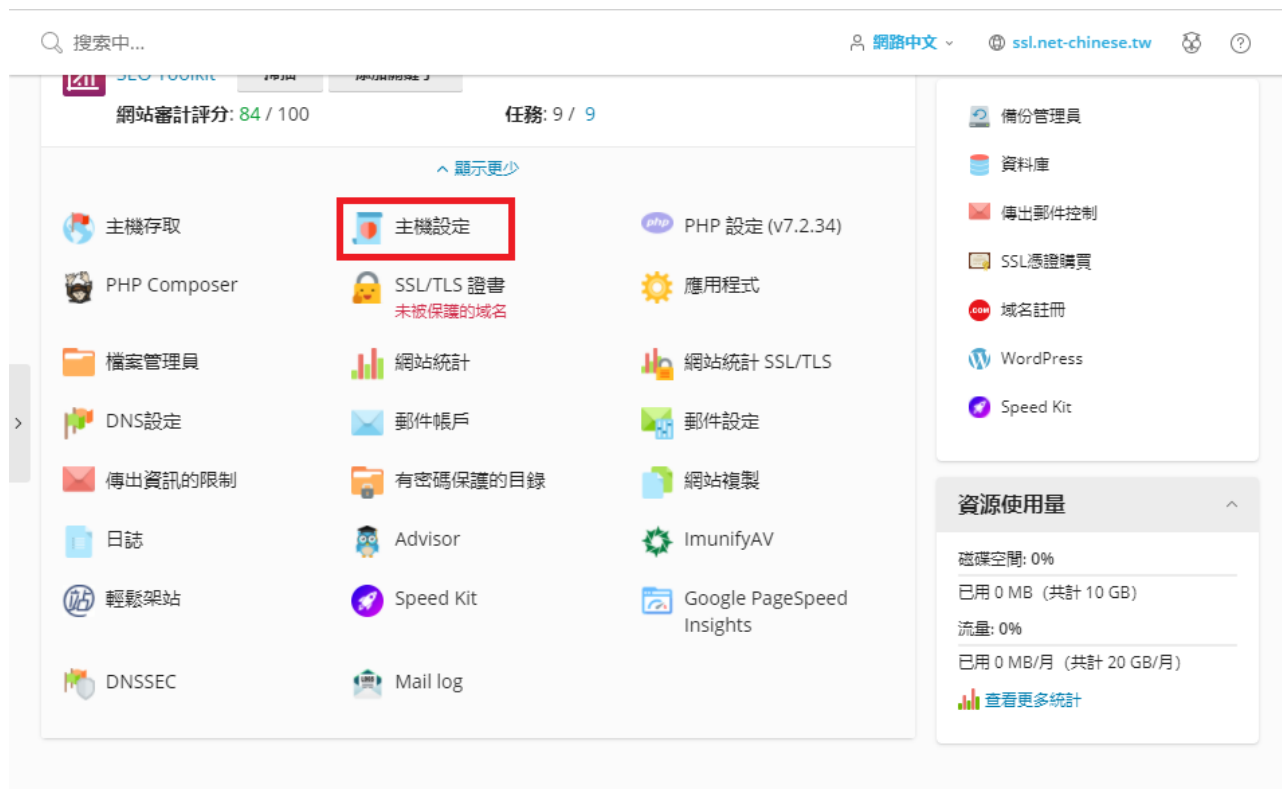 搜索中...
網路中文
ssl.net-chinese.tw
SEO Toolkit
網站審計評分: 84 / 100
任務: 9 / 9
顯示更少
主機存取
主機設定
PHP 設定 (v7.2.34)
PHP Composer
SSL/TLS 證書
未被保護的域名
應用程式
檔案管理員
網站統計
網站統計 SSL/TLS
DNS設定
郵件帳戶
郵件設定
傳出資訊的限制
有密碼保護的目錄
網站複製
日誌
Advisor
ImunifyAV
輕鬆架站
Speed Kit
Google PageSpeed
Insights
DNSSEC
Mail log
備份管理員
資料庫
傳出郵件控制
SSL憑證購買
域名註冊
WordPress
Speed Kit
資源使用量
磁碟空間: 0%
已用 0 MB（共計 10 GB）
流量: 0%
已用 0 MB/月（共計 20 GB/月）
查看更多統計